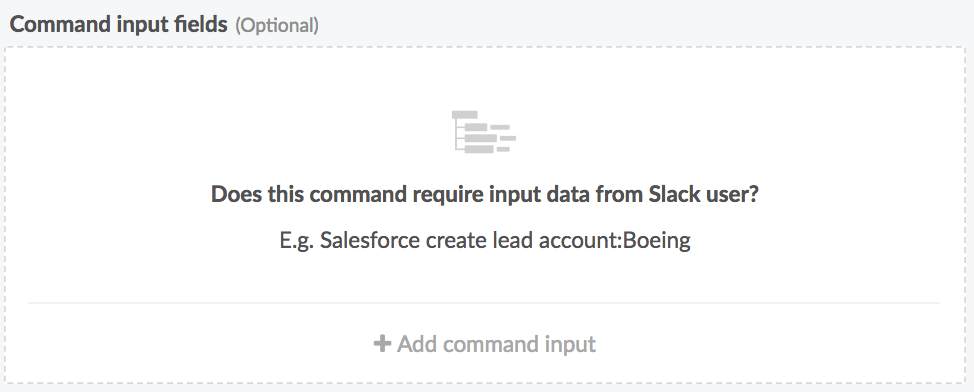 Command input fields (Optional)
Does this command require input data from Slack user?
E.g. Salesforce create lead account:Boeing
+ Add command input